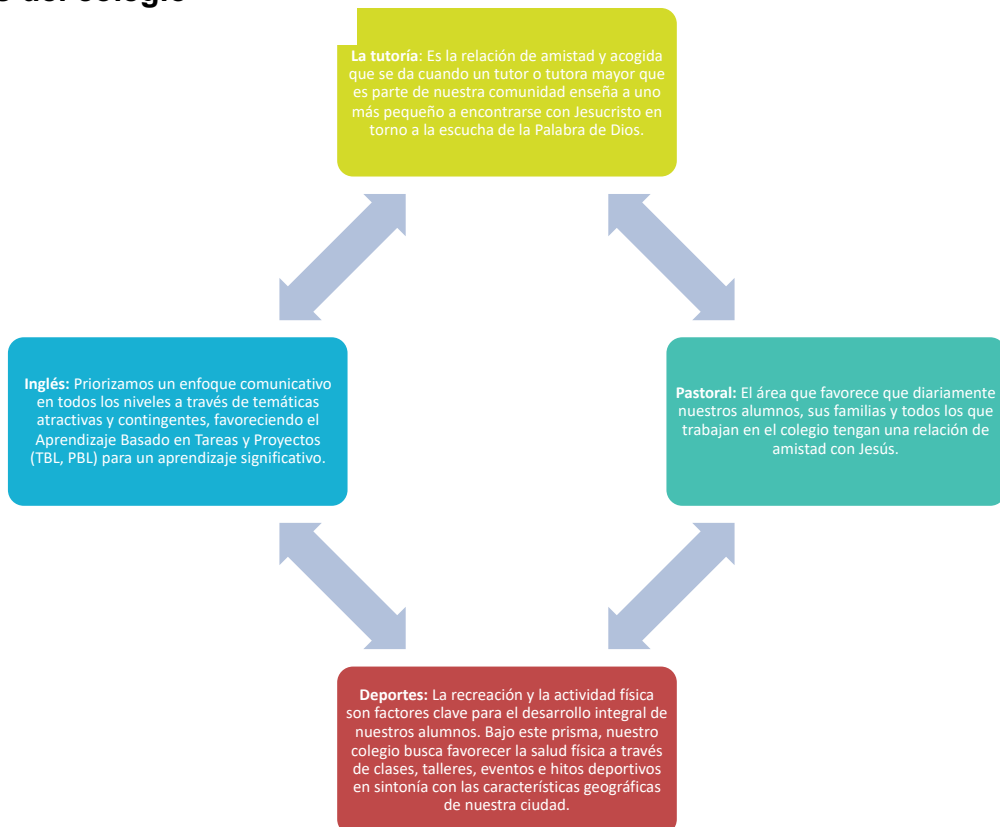 del colegio
La tutoría: Es la relación de amistad y acogida
que se da cuando un tutor o tutora mayor que
es parte de nuestra comunidad enseña a uno
más pequeño a encontrarse con Jesucristo en
torno a la escucha de la Palabra de Dios.
Inglés: Priorizamos un enfoque comunicativo
en todos los niveles a través de temáticas
atractivas y contingentes, favoreciendo el
Aprendizaje Basado en Tareas y Proyectos
(TBL, PBL) para un aprendizaje significativo.
Pastoral: El área que favorece que diariamente
nuestros alumnos, sus familias y todos los que
trabajan en el colegio tengan una relación de
amistad con Jesús.
Deportes: La recreación y la actividad física
son factores clave para el desarrollo integral de
nuestros alumnos. Bajo este prisma, nuestro
colegio busca favorecer la salud física a través
de clases, talleres, eventos e hitos deportivos
en sintonía con las características geográficas
de nuestra ciudad.